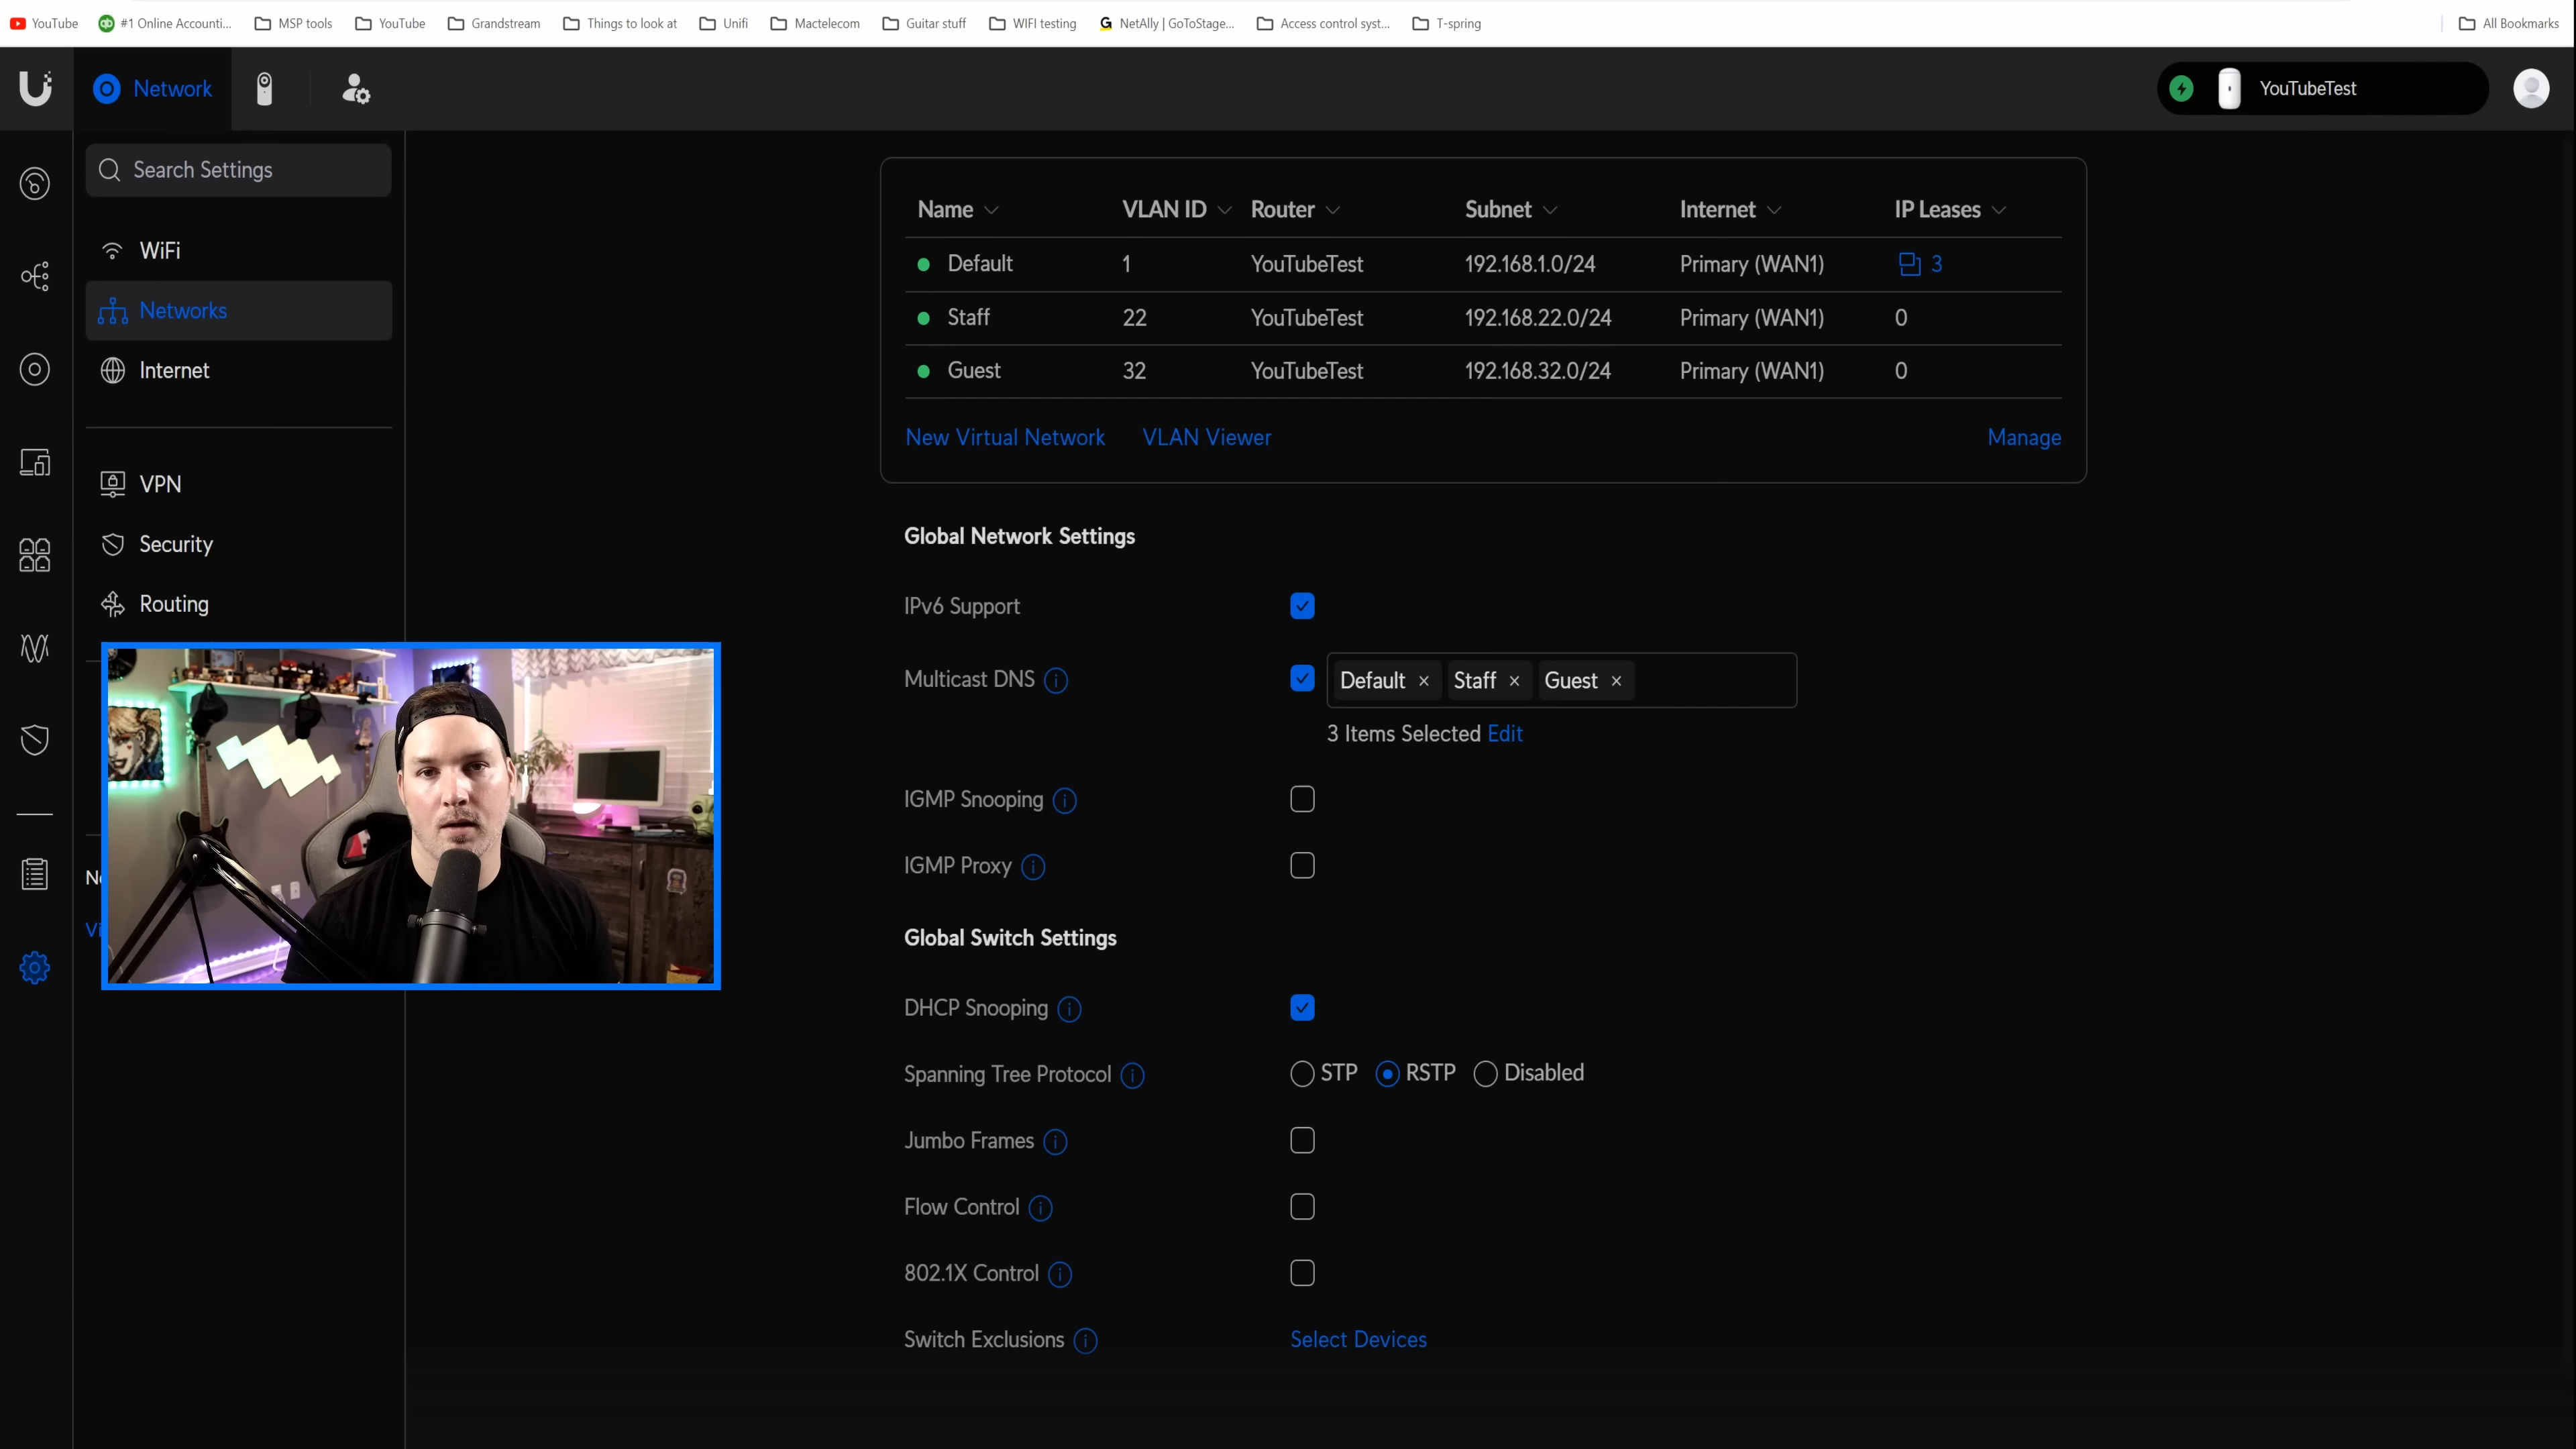 YouTube #1 Online Accounti... MSP tools YouTube Grandstream Things to look at Unifi Mactelecom Guitar stuff WIFI testing NetAlly | GoToStage... Access control syst... T-spring All Bookmarks
Network YouTubeTest
Search Settings
WiFi
Networks
Internet
VPN
Security
Routing
Name VLAN ID Router Subnet Internet IP Leases
Default 1 YouTubeTest 192.168.1.0/24 Primary (WAN1) 3
Staff 22 YouTubeTest 192.168.22.0/24 Primary (WAN1) 0
Guest 32 YouTubeTest 192.168.32.0/24 Primary (WAN1) 0
New Virtual Network VLAN Viewer Manage
Global Network Settings
IPv6 Support
Multicast DNS Default × Staff × Guest ×
3 Items Selected Edit
IGMP Snooping
IGMP Proxy
Global Switch Settings
DHCP Snooping
Spanning Tree Protocol STP RSTP Disabled
Jumbo Frames
Flow Control
802.1X Control
Switch Exclusions Select Devices